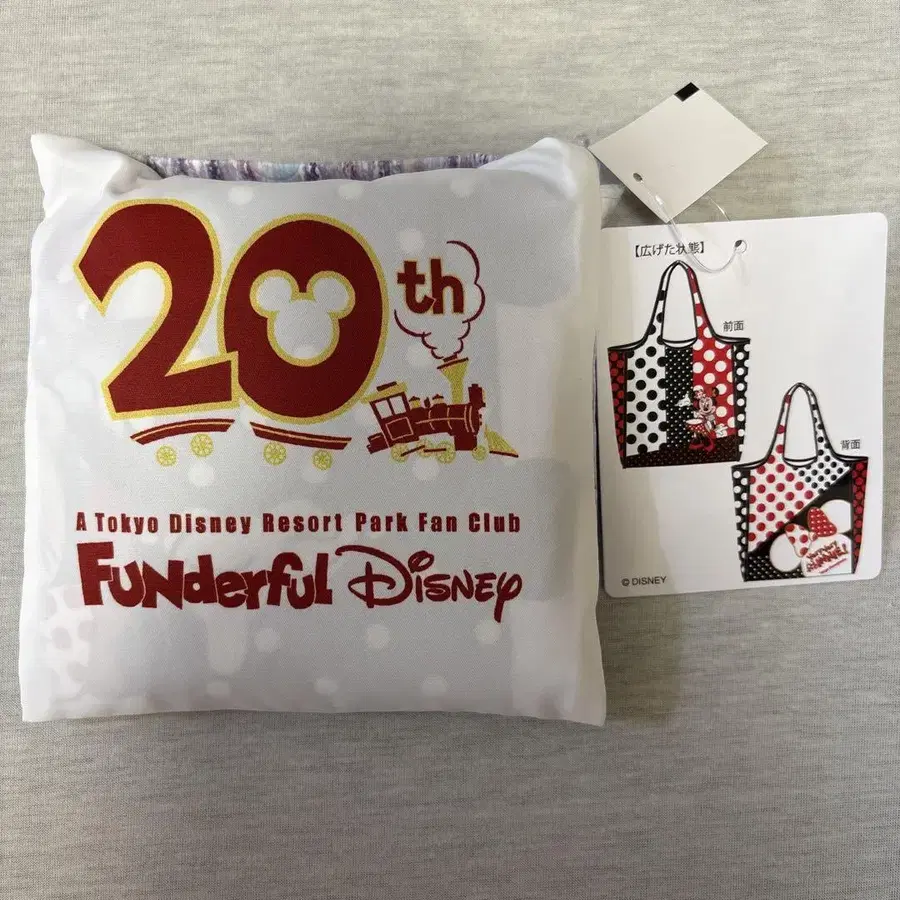 20th
A Tokyo Disney Resort Park Fan Club
FUNderful Disney
【広げた状態】
前面
背面
© DISNEY